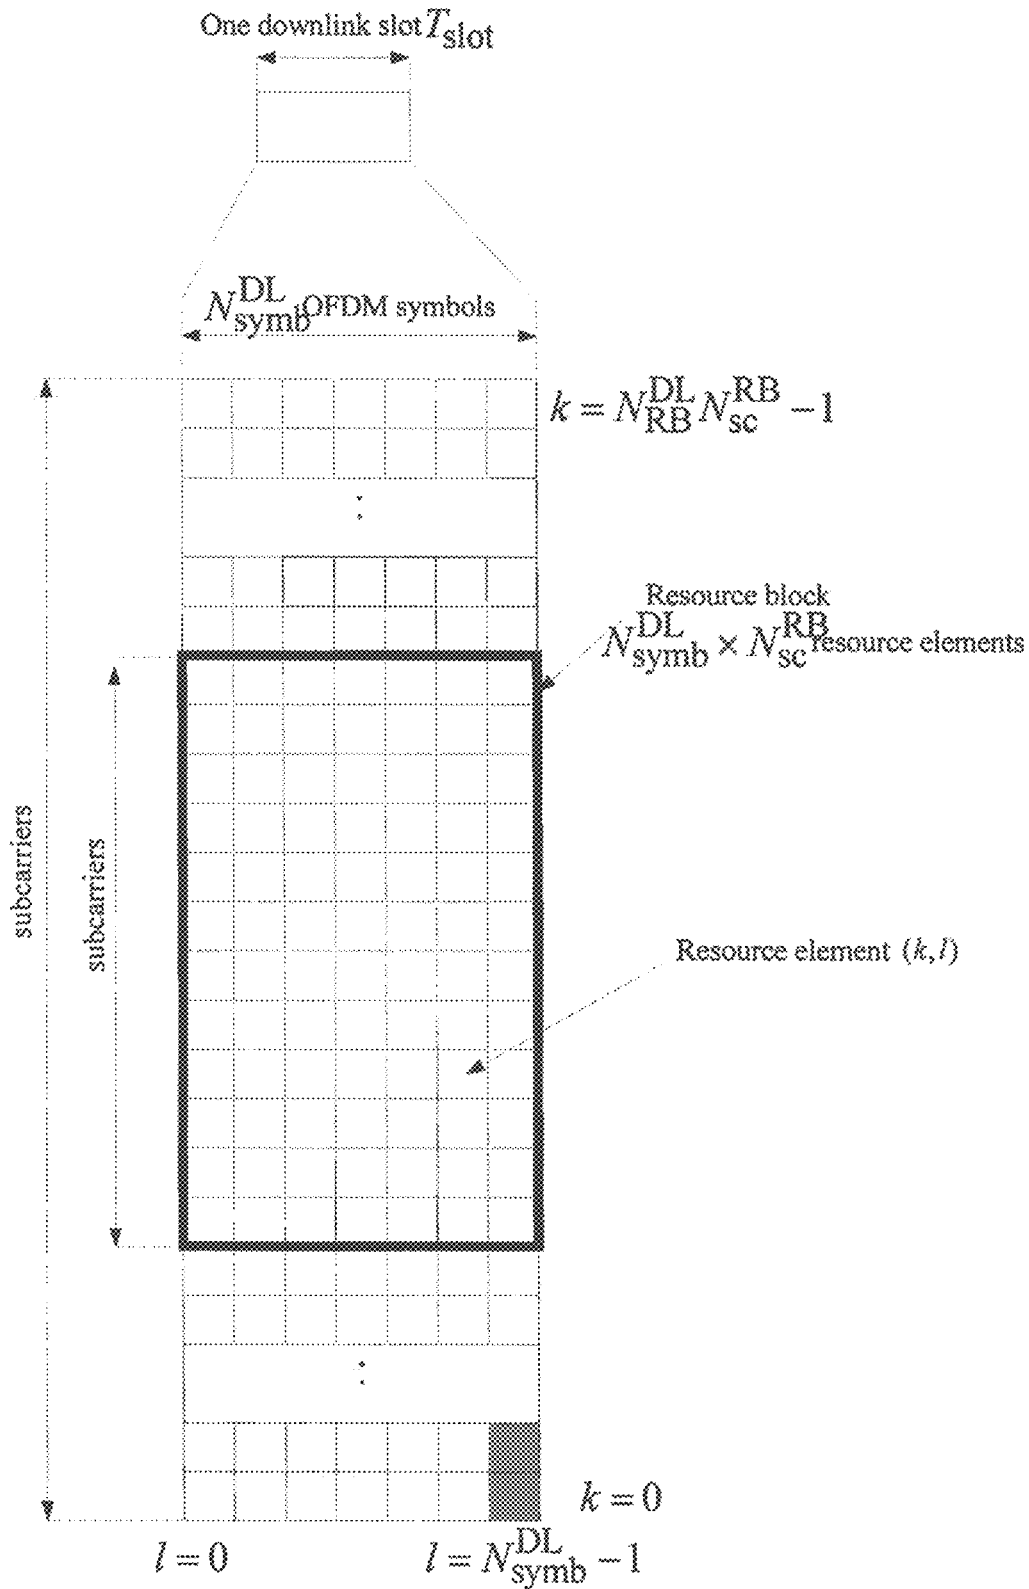 One downlink slot T_slot
N_symb^DL OFDM symbols
k = N_RB^DL N_sc^RB − 1
:
Resource block
N_symb^DL × N_sc^RB resource elements
subcarriers
subcarriers
Resource element (k, l)
:
k = 0
l = 0
l = N_symb^DL − 1